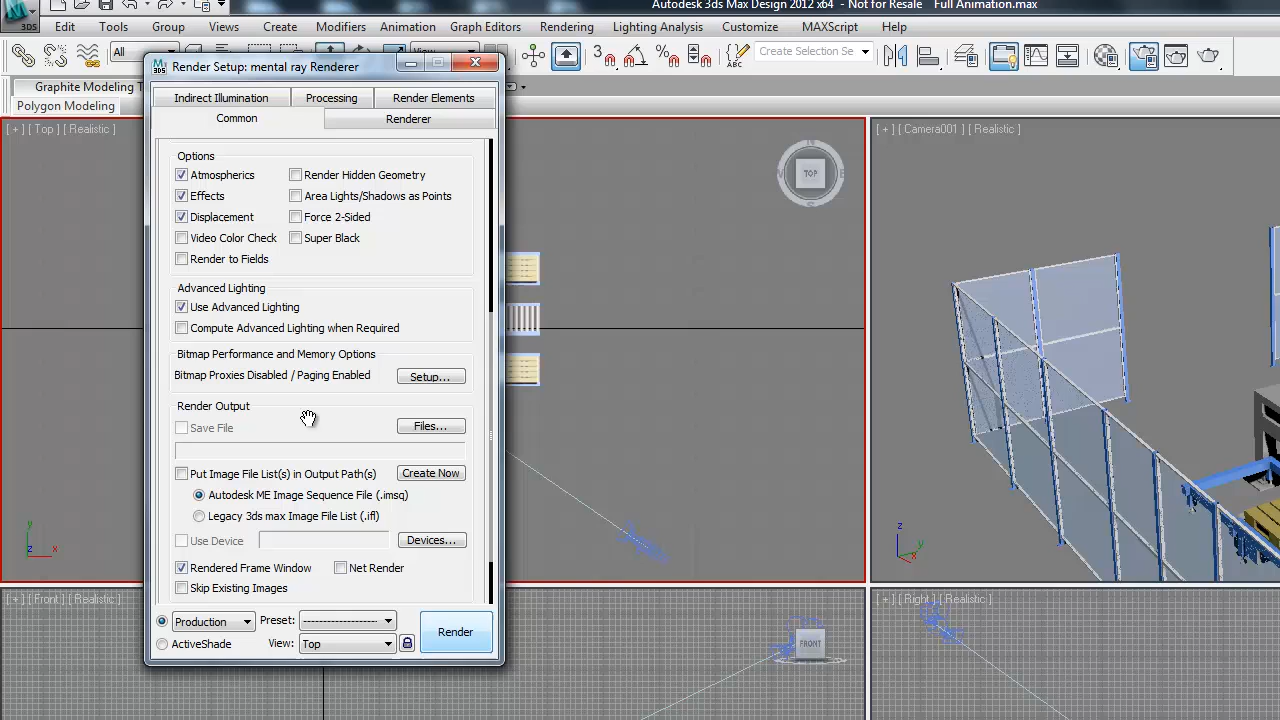 Autodesk 3ds Max Design 2012 x64 - Not for Resale Full Animation.max
3DS
Edit Tools Group Create Modifiers Animation Graph Editors Rendering Lighting Analysis Customize MAXScript Help
All
View
3
%
ABC
Create Selection Se
Graphite Modeling T
Polygon Modeling
Render Setup: mental ray Renderer
Indirect Illumination Processing Render Elements
Common Renderer
Options
Atmospherics Render Hidden Geometry
Effects Area Lights/Shadows as Points
Displacement Force 2-Sided
Video Color Check Super Black
Render to Fields
Advanced Lighting
Use Advanced Lighting
Compute Advanced Lighting when Required
Bitmap Performance and Memory Options
Bitmap Proxies Disabled / Paging Enabled Setup...
Render Output
Save File Files...
Put Image File List(s) in Output Path(s) Create Now
Autodesk ME Image Sequence File (.imsq)
Legacy 3ds max Image File List (.ifl)
Use Device Devices...
Rendered Frame Window Net Render
Skip Existing Images
Production Preset: --------------------
ActiveShade View: Top
Render
[ + ] [ Top ] [ Realistic ]
TOP
y
z x
[ + ] [ Camera001 ] [ Realistic ]
z
y
x
[ + ] [ Front ] [ Realistic ]
FRONT
[ + ] [ Right ] [ Realistic ]